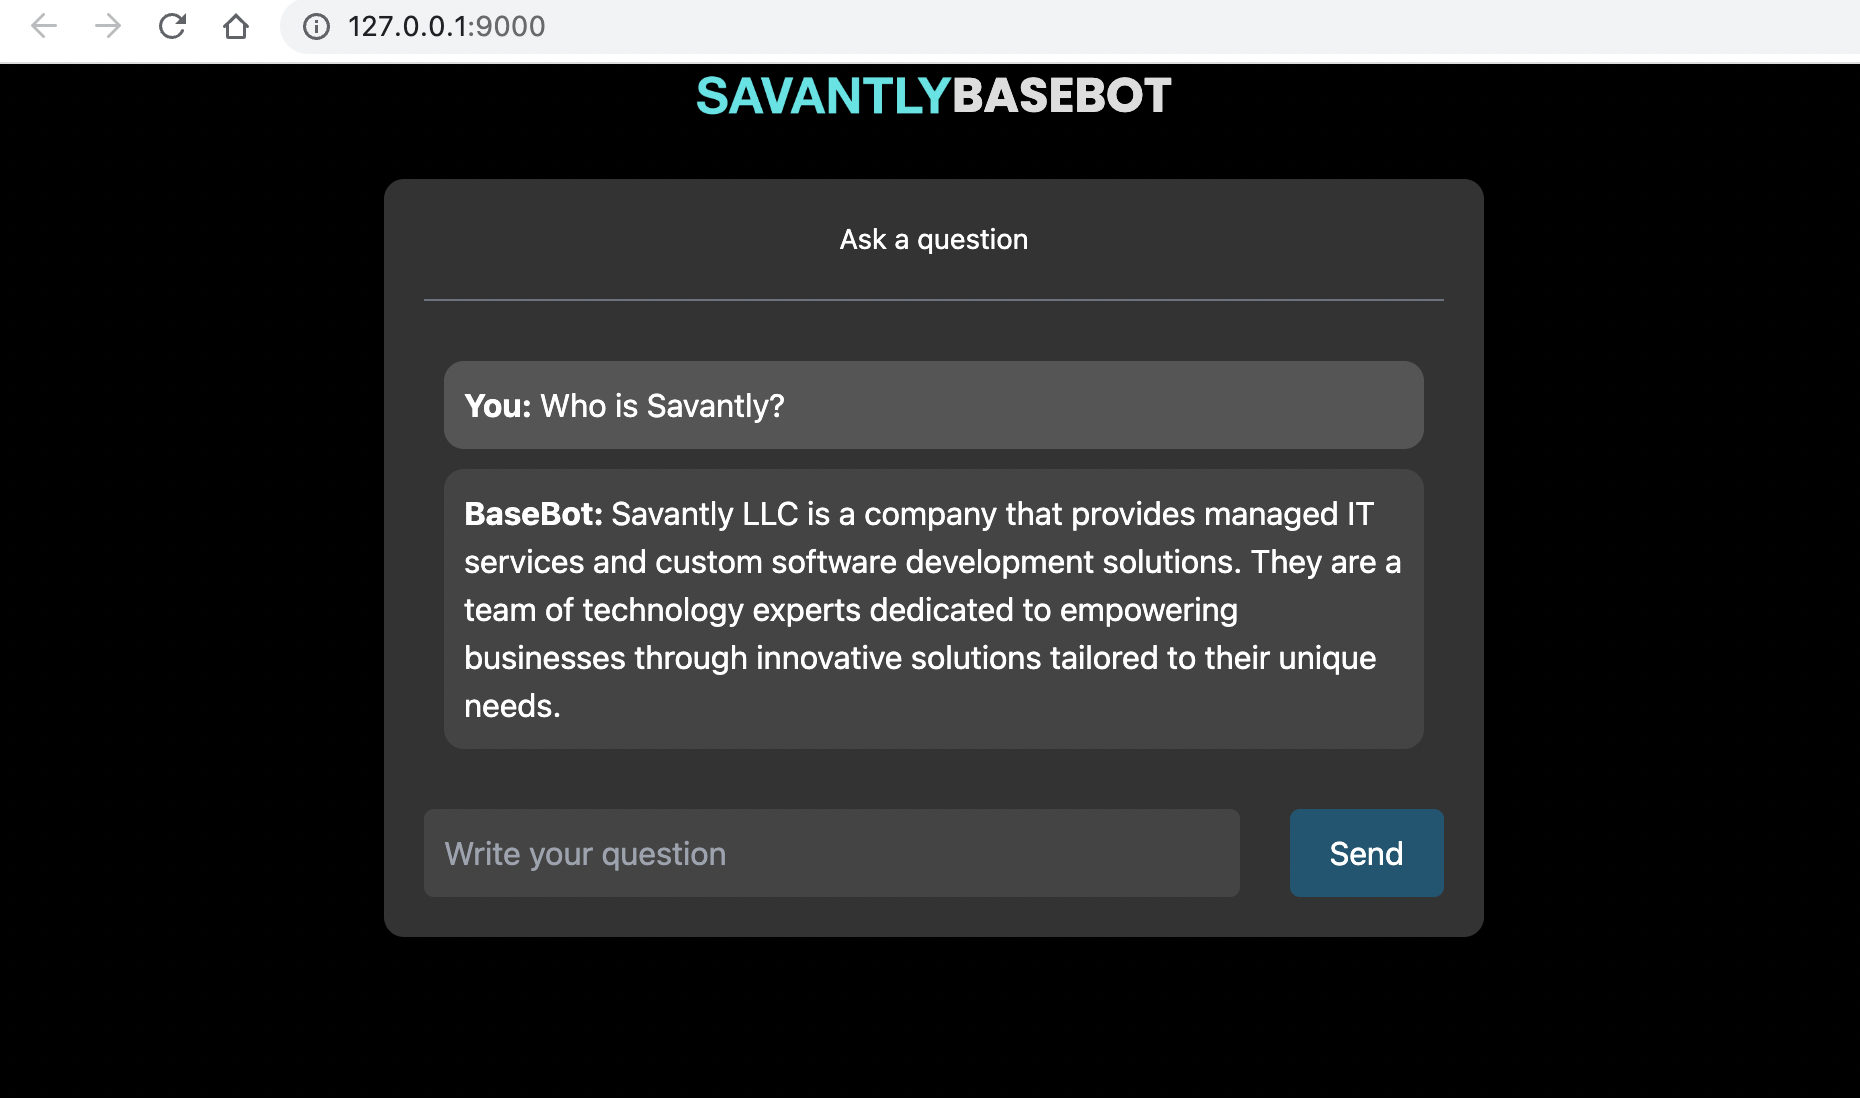 127.0.0.1:9000
SAVANTLYBASEBOT
Ask a question
You: Who is Savantly?
BaseBot: Savantly LLC is a company that provides managed IT
services and custom software development solutions. They are a
team of technology experts dedicated to empowering
businesses through innovative solutions tailored to their unique
needs.
Write your question
Send